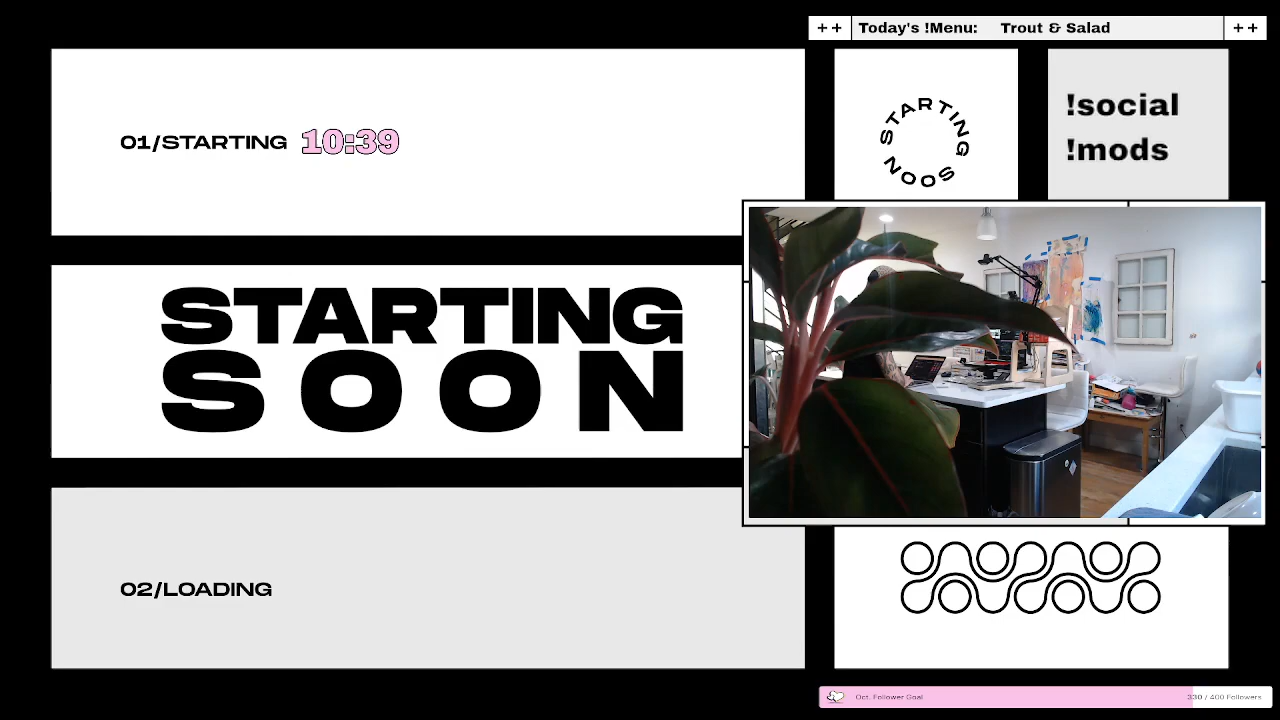 ++ Today's !Menu: Trout & Salad ++
01/STARTING 10:39
STARTING SOON
!social
!mods
STARTING
SOON
02/LOADING
Oct. Follower Goal 330 / 400 Followers